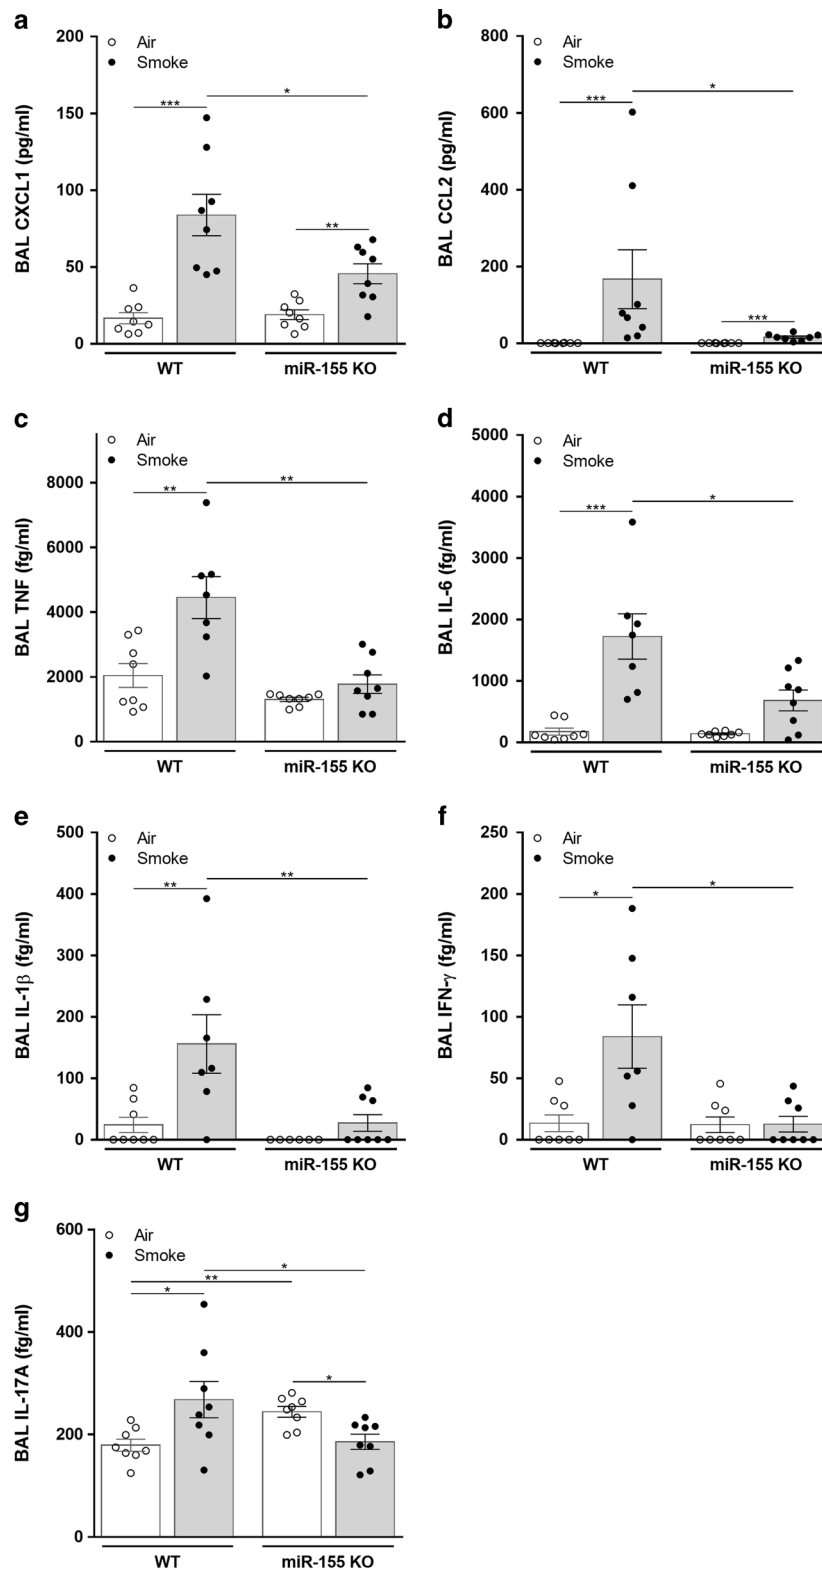 a
200
150
100
50
0
BAL CXCL1 (pg/ml)
Air
Smoke
***
*
**
WT
miR-155 KO
b
800
600
400
200
0
BAL CCL2 (pg/ml)
Air
Smoke
***
*
***
WT
miR-155 KO
c
8000
6000
4000
2000
0
BAL TNF (fg/ml)
Air
Smoke
**
**
WT
miR-155 KO
d
5000
4000
3000
2000
1000
0
BAL IL-6 (fg/ml)
Air
Smoke
***
*
WT
miR-155 KO
e
500
400
300
200
100
0
BAL IL-1β (fg/ml)
Air
Smoke
**
**
WT
miR-155 KO
f
250
200
150
100
50
0
BAL IFN-γ (fg/ml)
Air
Smoke
*
*
WT
miR-155 KO
g
600
400
200
0
BAL IL-17A (fg/ml)
Air
Smoke
*
**
*
*
WT
miR-155 KO